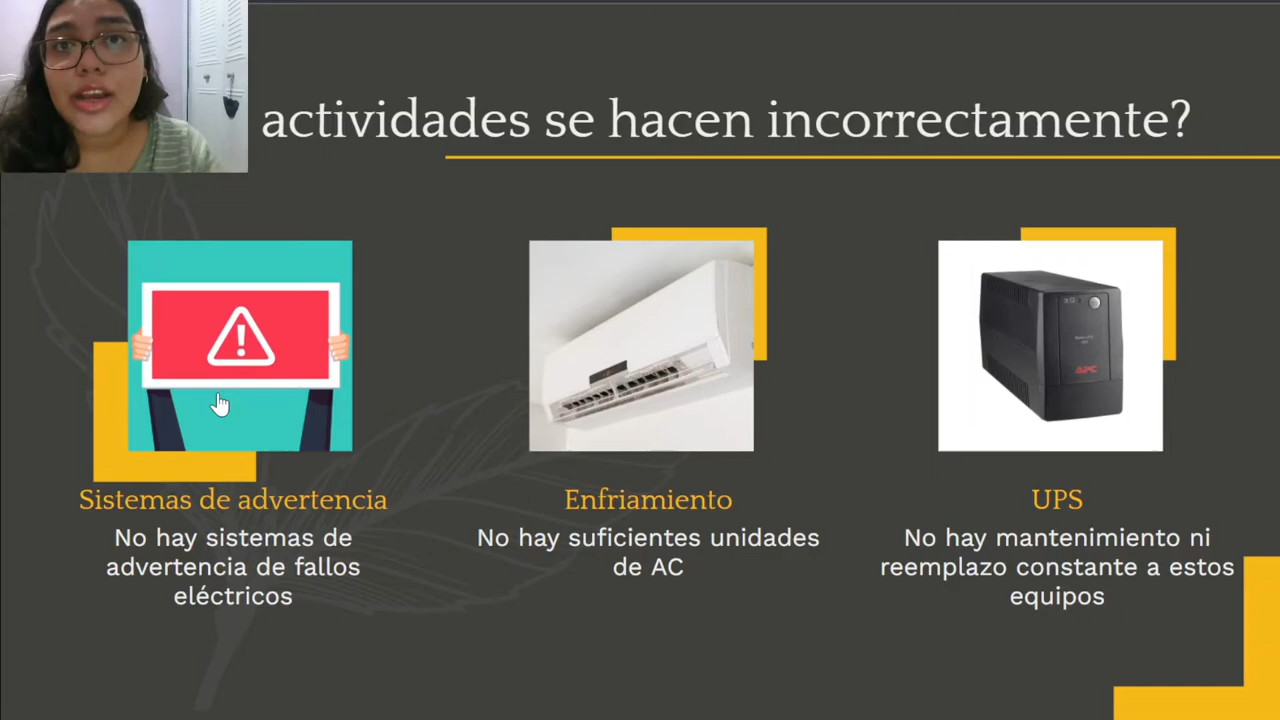 actividades se hacen incorrectamente?
APC
Sistemas de advertencia
No hay sistemas de
advertencia de fallos
eléctricos
Enfriamiento
No hay suficientes unidades
de AC
UPS
No hay mantenimiento ni
reemplazo constante a estos
equipos